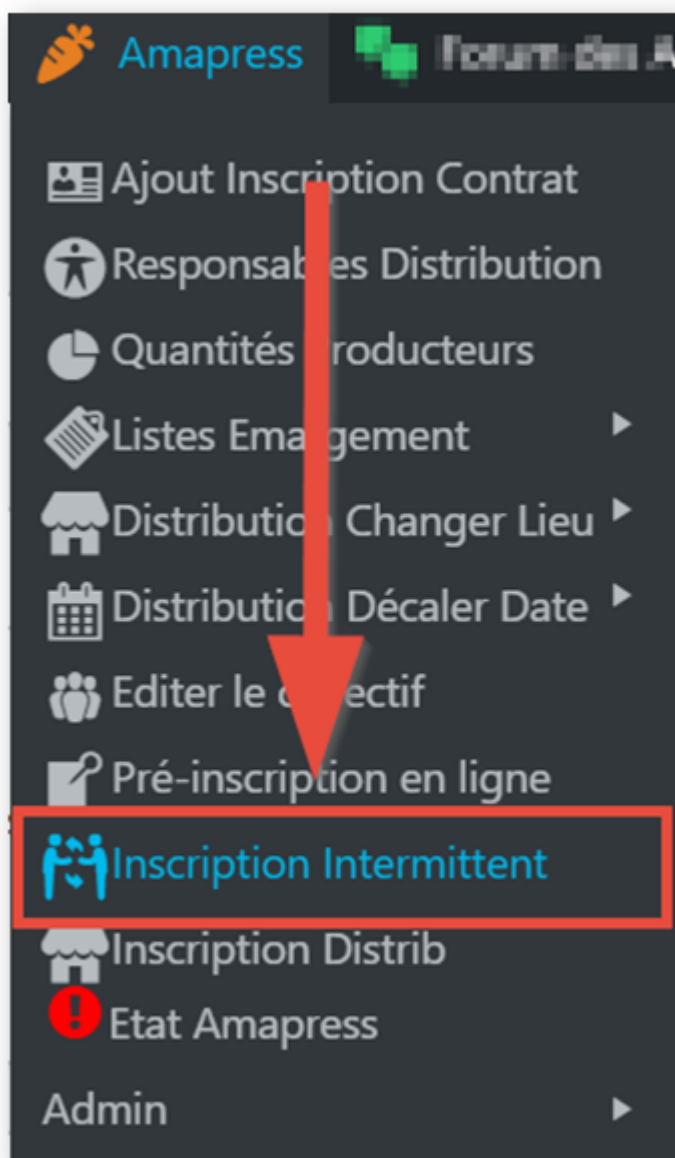 Amapress
Ajout Inscription Contrat
Responsables Distribution
Quantités Producteurs
Listes Emargement
Distribution Changer Lieu
Distribution Décaler Date
Editer le collectif
Pré-inscription en ligne
Inscription Intermittent
Inscription Distrib
Etat Amapress
Admin